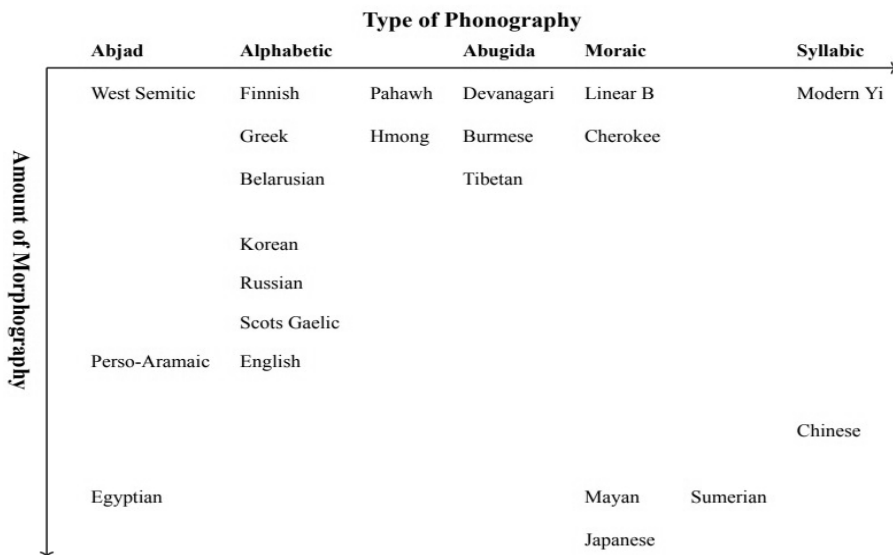 Type of Phonography
Abjad Alphabetic Abugida Moraic Syllabic
West Semitic Finnish Pahawh Devanagari Linear B Modern Yi
Greek Hmong Burmese Cherokee
Belarusian Tibetan
Korean
Russian
Scots Gaelic
Perso-Aramaic English
Chinese
Egyptian Mayan Sumerian
Japanese
Amount of Morphography